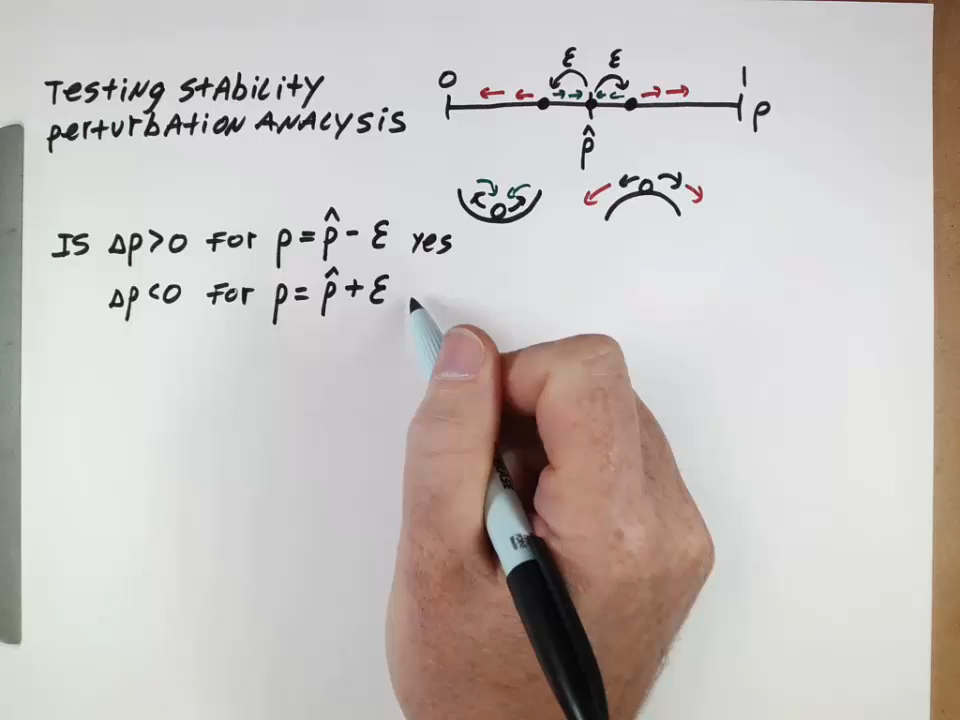 Testing Stability
perturbation Analysis
0 ε ε 1
p̂ p
Is Δp>0 for p = p̂ - ε yes
Δp<0 for p = p̂ + ε